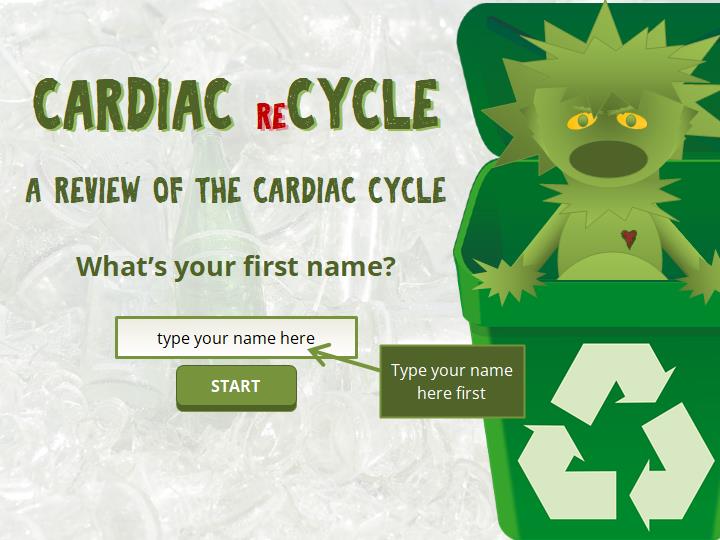 CARDIAC RECYCLE
A REVIEW OF THE CARDIAC CYCLE
What's your first name?
type your name here
START
Type your name
here first